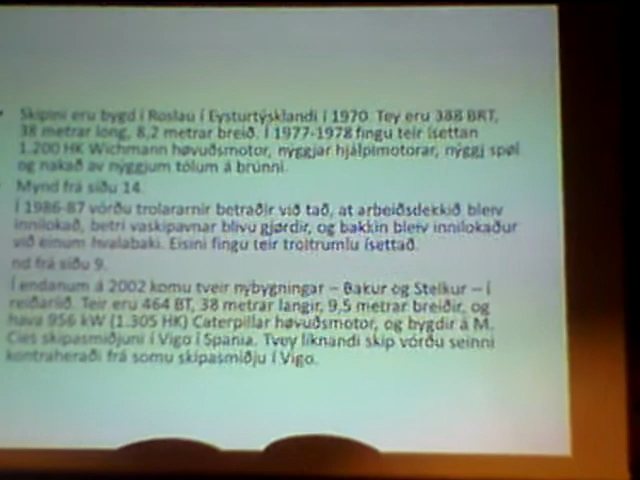 Skipini eru bygd í Roslau í Eysturtýsklandi í 1970. Tey eru 388 BRT,
38 metrar long, 8,2 metrar breið. Í 1977-1978 fingu teir ísettan
1.200 HK Wichmann høvuðsmotor, nýggjar hjálpimotorar, nýggj spøl
og nakað av nýggjum tólum á brúnni.
Mynd frá síðu 14.
Í 1986-87 vórðu trolararnir betraðir við tað, at arbeiðsdekkið bleiv
innilokað, betri vaskipavnar blivu gjørdir, og bakkin bleiv innilokaður
við einum hvalabaki. Eisini fingu teir troltrumlu ísettað.
nd frá síðu 9.
Í endanum á 2002 komu tveir nýbygningar – Bakur og Stelkur – í
reiðaríið. Teir eru 464 BT, 38 metrar langir, 9,5 metrar breiðir, og
hava 956 kW (1.305 HK) Caterpillar høvuðsmotor, og bygdir á M.
Cies skipasmiðjuni í Vigo í Spania. Tvey líknandi skip vórðu seinni
kontraheraði frá somu skipasmiðju í Vigo.